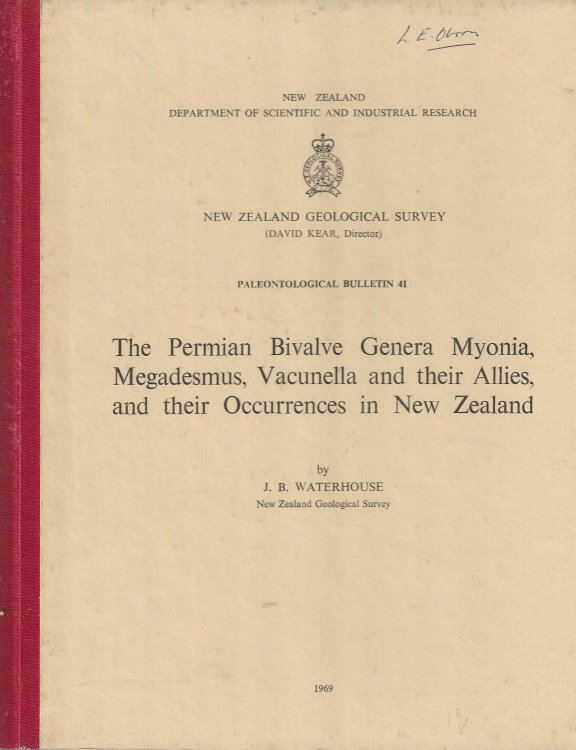 L. E. Oborn
NEW ZEALAND
DEPARTMENT OF SCIENTIFIC AND INDUSTRIAL RESEARCH
NEW ZEALAND GEOLOGICAL SURVEY
(DAVID KEAR, Director)
PALEONTOLOGICAL BULLETIN 41
The Permian Bivalve Genera Myonia,
Megadesmus, Vacunella and their Allies,
and their Occurrences in New Zealand
by
J. B. WATERHOUSE
New Zealand Geological Survey
1969